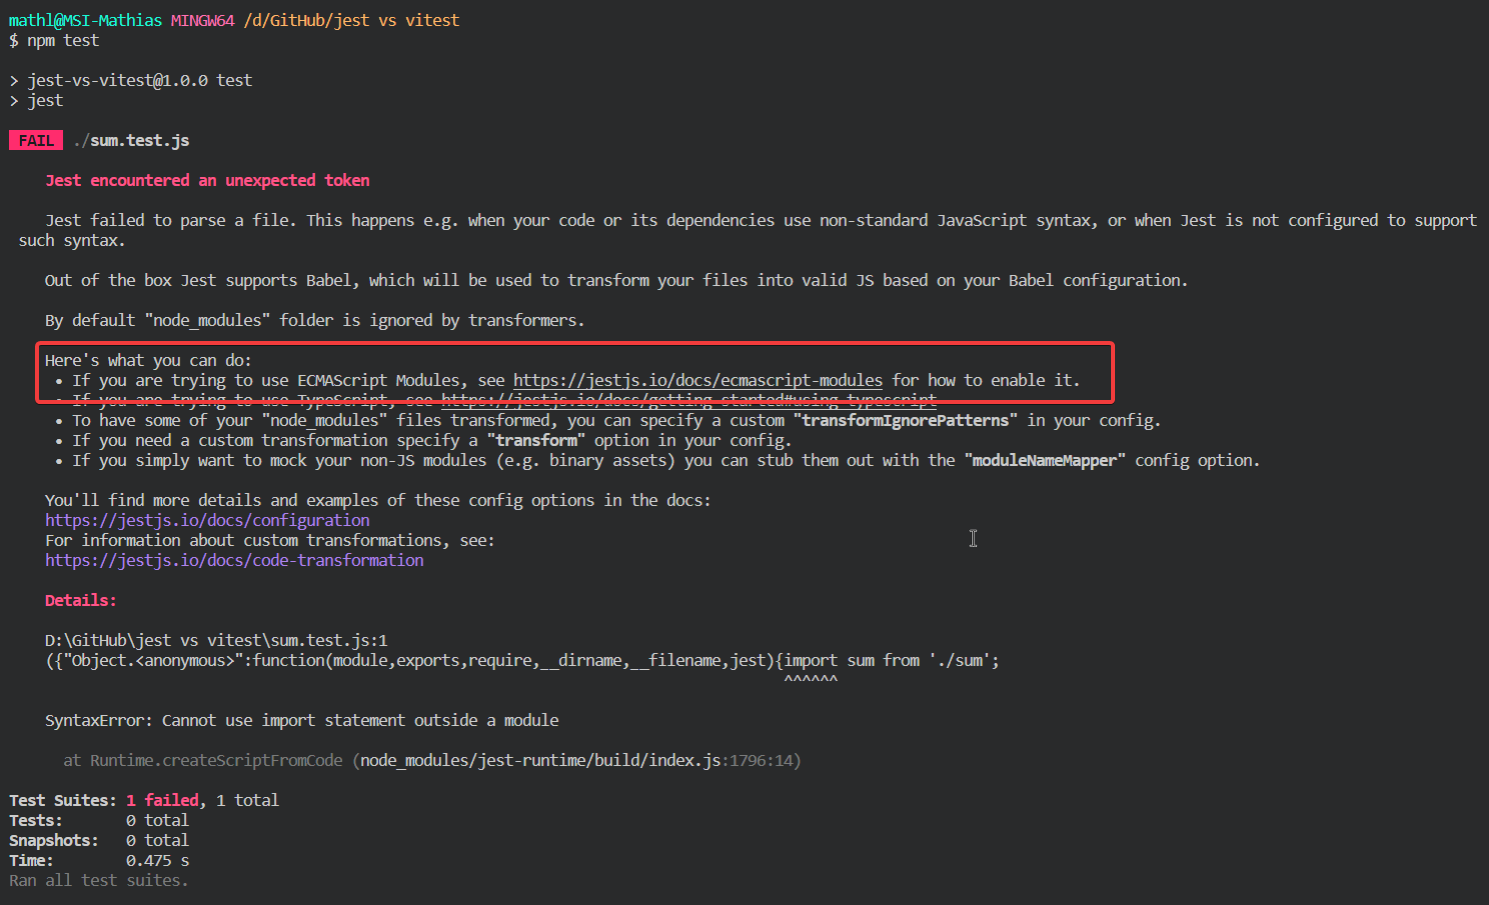 mathl@MSI-Mathias MINGW64 /d/GitHub/jest vs vitest
$ npm test
> jest-vs-vitest@1.0.0 test
> jest
FAIL ./sum.test.js
Jest encountered an unexpected token
Jest failed to parse a file. This happens e.g. when your code or its dependencies use non-standard JavaScript syntax, or when Jest is not configured to support
such syntax.
Out of the box Jest supports Babel, which will be used to transform your files into valid JS based on your Babel configuration.
By default "node_modules" folder is ignored by transformers.
Here's what you can do:
• If you are trying to use ECMAScript Modules, see https://jestjs.io/docs/ecmascript-modules for how to enable it.
• If you are trying to use TypeScript, see https://jestjs.io/docs/getting-started#using-typescript
• To have some of your "node_modules" files transformed, you can specify a custom "transformIgnorePatterns" in your config.
• If you need a custom transformation specify a "transform" option in your config.
• If you simply want to mock your non-JS modules (e.g. binary assets) you can stub them out with the "moduleNameMapper" config option.
You'll find more details and examples of these config options in the docs:
https://jestjs.io/docs/configuration
For information about custom transformations, see:
https://jestjs.io/docs/code-transformation
Details:
D:\GitHub\jest vs vitest\sum.test.js:1
({"Object.<anonymous>":function(module,exports,require,__dirname,__filename,jest){import sum from './sum';
^^^^^^
SyntaxError: Cannot use import statement outside a module
at Runtime.createScriptFromCode (node_modules/jest-runtime/build/index.js:1796:14)
Test Suites: 1 failed, 1 total
Tests: 0 total
Snapshots: 0 total
Time: 0.475 s
Ran all test suites.